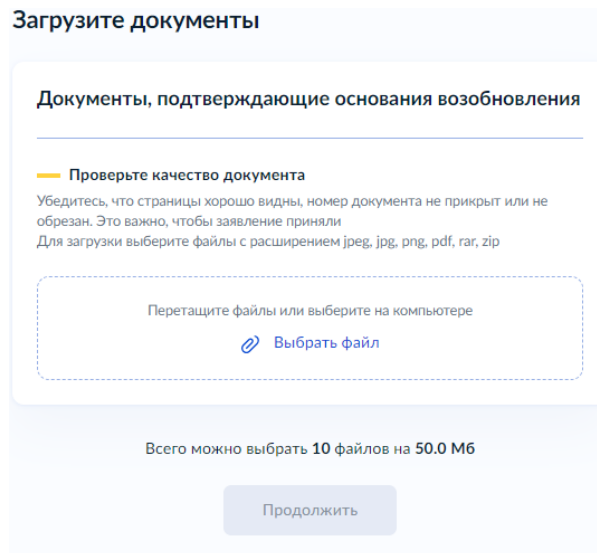 Загрузите документы
Документы, подтверждающие основания возобновления
Проверьте качество документа
Убедитесь, что страницы хорошо видны, номер документа не прикрыт или не
обрезан. Это важно, чтобы заявление приняли
Для загрузки выберите файлы с расширением jpeg, jpg, png, pdf, rar, zip
Перетащите файлы или выберите на компьютере
Выбрать файл
Всего можно выбрать 10 файлов на 50.0 Мб
Продолжить